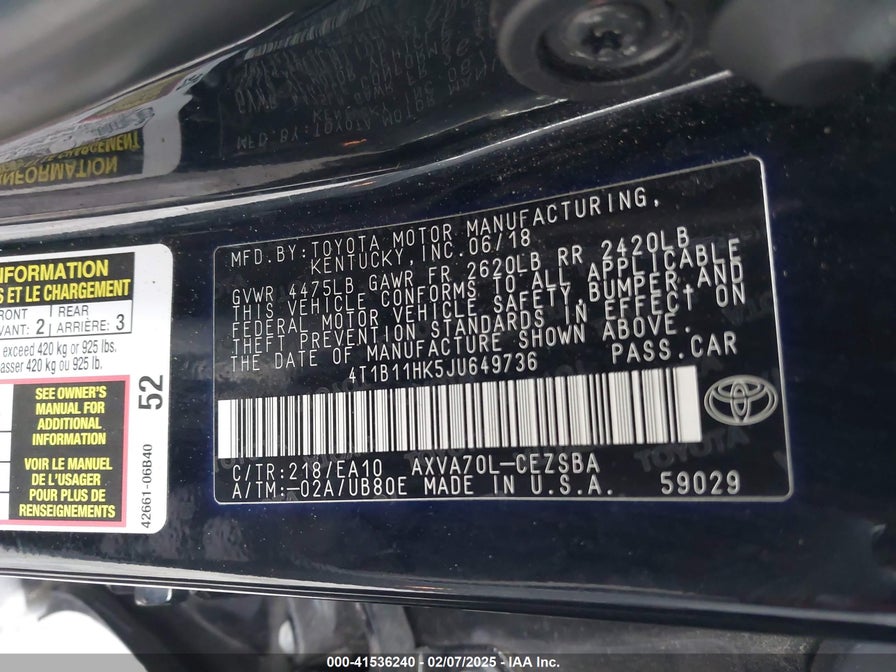 MFD.BY:TOYOTA MOTOR MANUFACTURING,
KENTUCKY,INC.06/18
GVWR 4475LB GAWR FR 2620LB RR 2420LB
THIS VEHICLE CONFORMS TO ALL APPLICABLE
FEDERAL MOTOR VEHICLE SAFETY,BUMPER,AND
THEFT PREVENTION STANDARDS IN EFFECT ON
THE DATE OF MANUFACTURE SHOWN ABOVE.
4T1B11HK5JU649736 PASS.CAR
C/TR:218/EA10 AXVA70L-CEZSBA
A/TM:-02A/UB80E MADE IN U.S.A. 59029
TOYOTA
INFORMATION
S ET LE CHARGEMENT
FRONT
AVANT: 2
REAR
ARRIÈRE: 3
exceed 420 kg or 925 lbs.
asser 420 kg ou 925 lb.
SEE OWNER'S
MANUAL FOR
ADDITIONAL
INFORMATION
VOIR LE MANUEL
DE L'USAGER
POUR PLUS DE
RENSEIGNEMENTS
52
42661-06B40
000-41536240 - 02/07/2025 - IAA Inc.